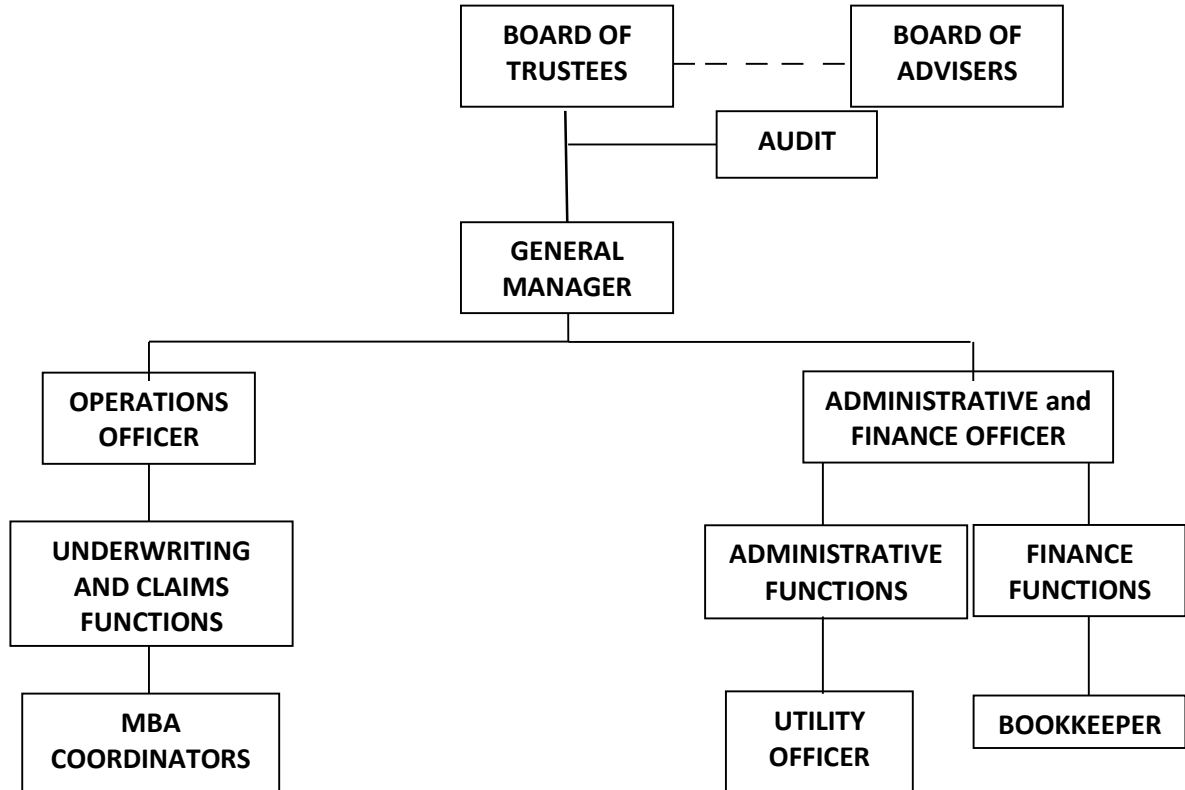 BOARD OF
TRUSTEES
BOARD OF
ADVISERS
AUDIT
GENERAL
MANAGER
OPERATIONS
OFFICER
ADMINISTRATIVE and
FINANCE OFFICER
UNDERWRITING
AND CLAIMS
FUNCTIONS
ADMINISTRATIVE
FUNCTIONS
FINANCE
FUNCTIONS
MBA
COORDINATORS
UTILITY
OFFICER
BOOKKEEPER